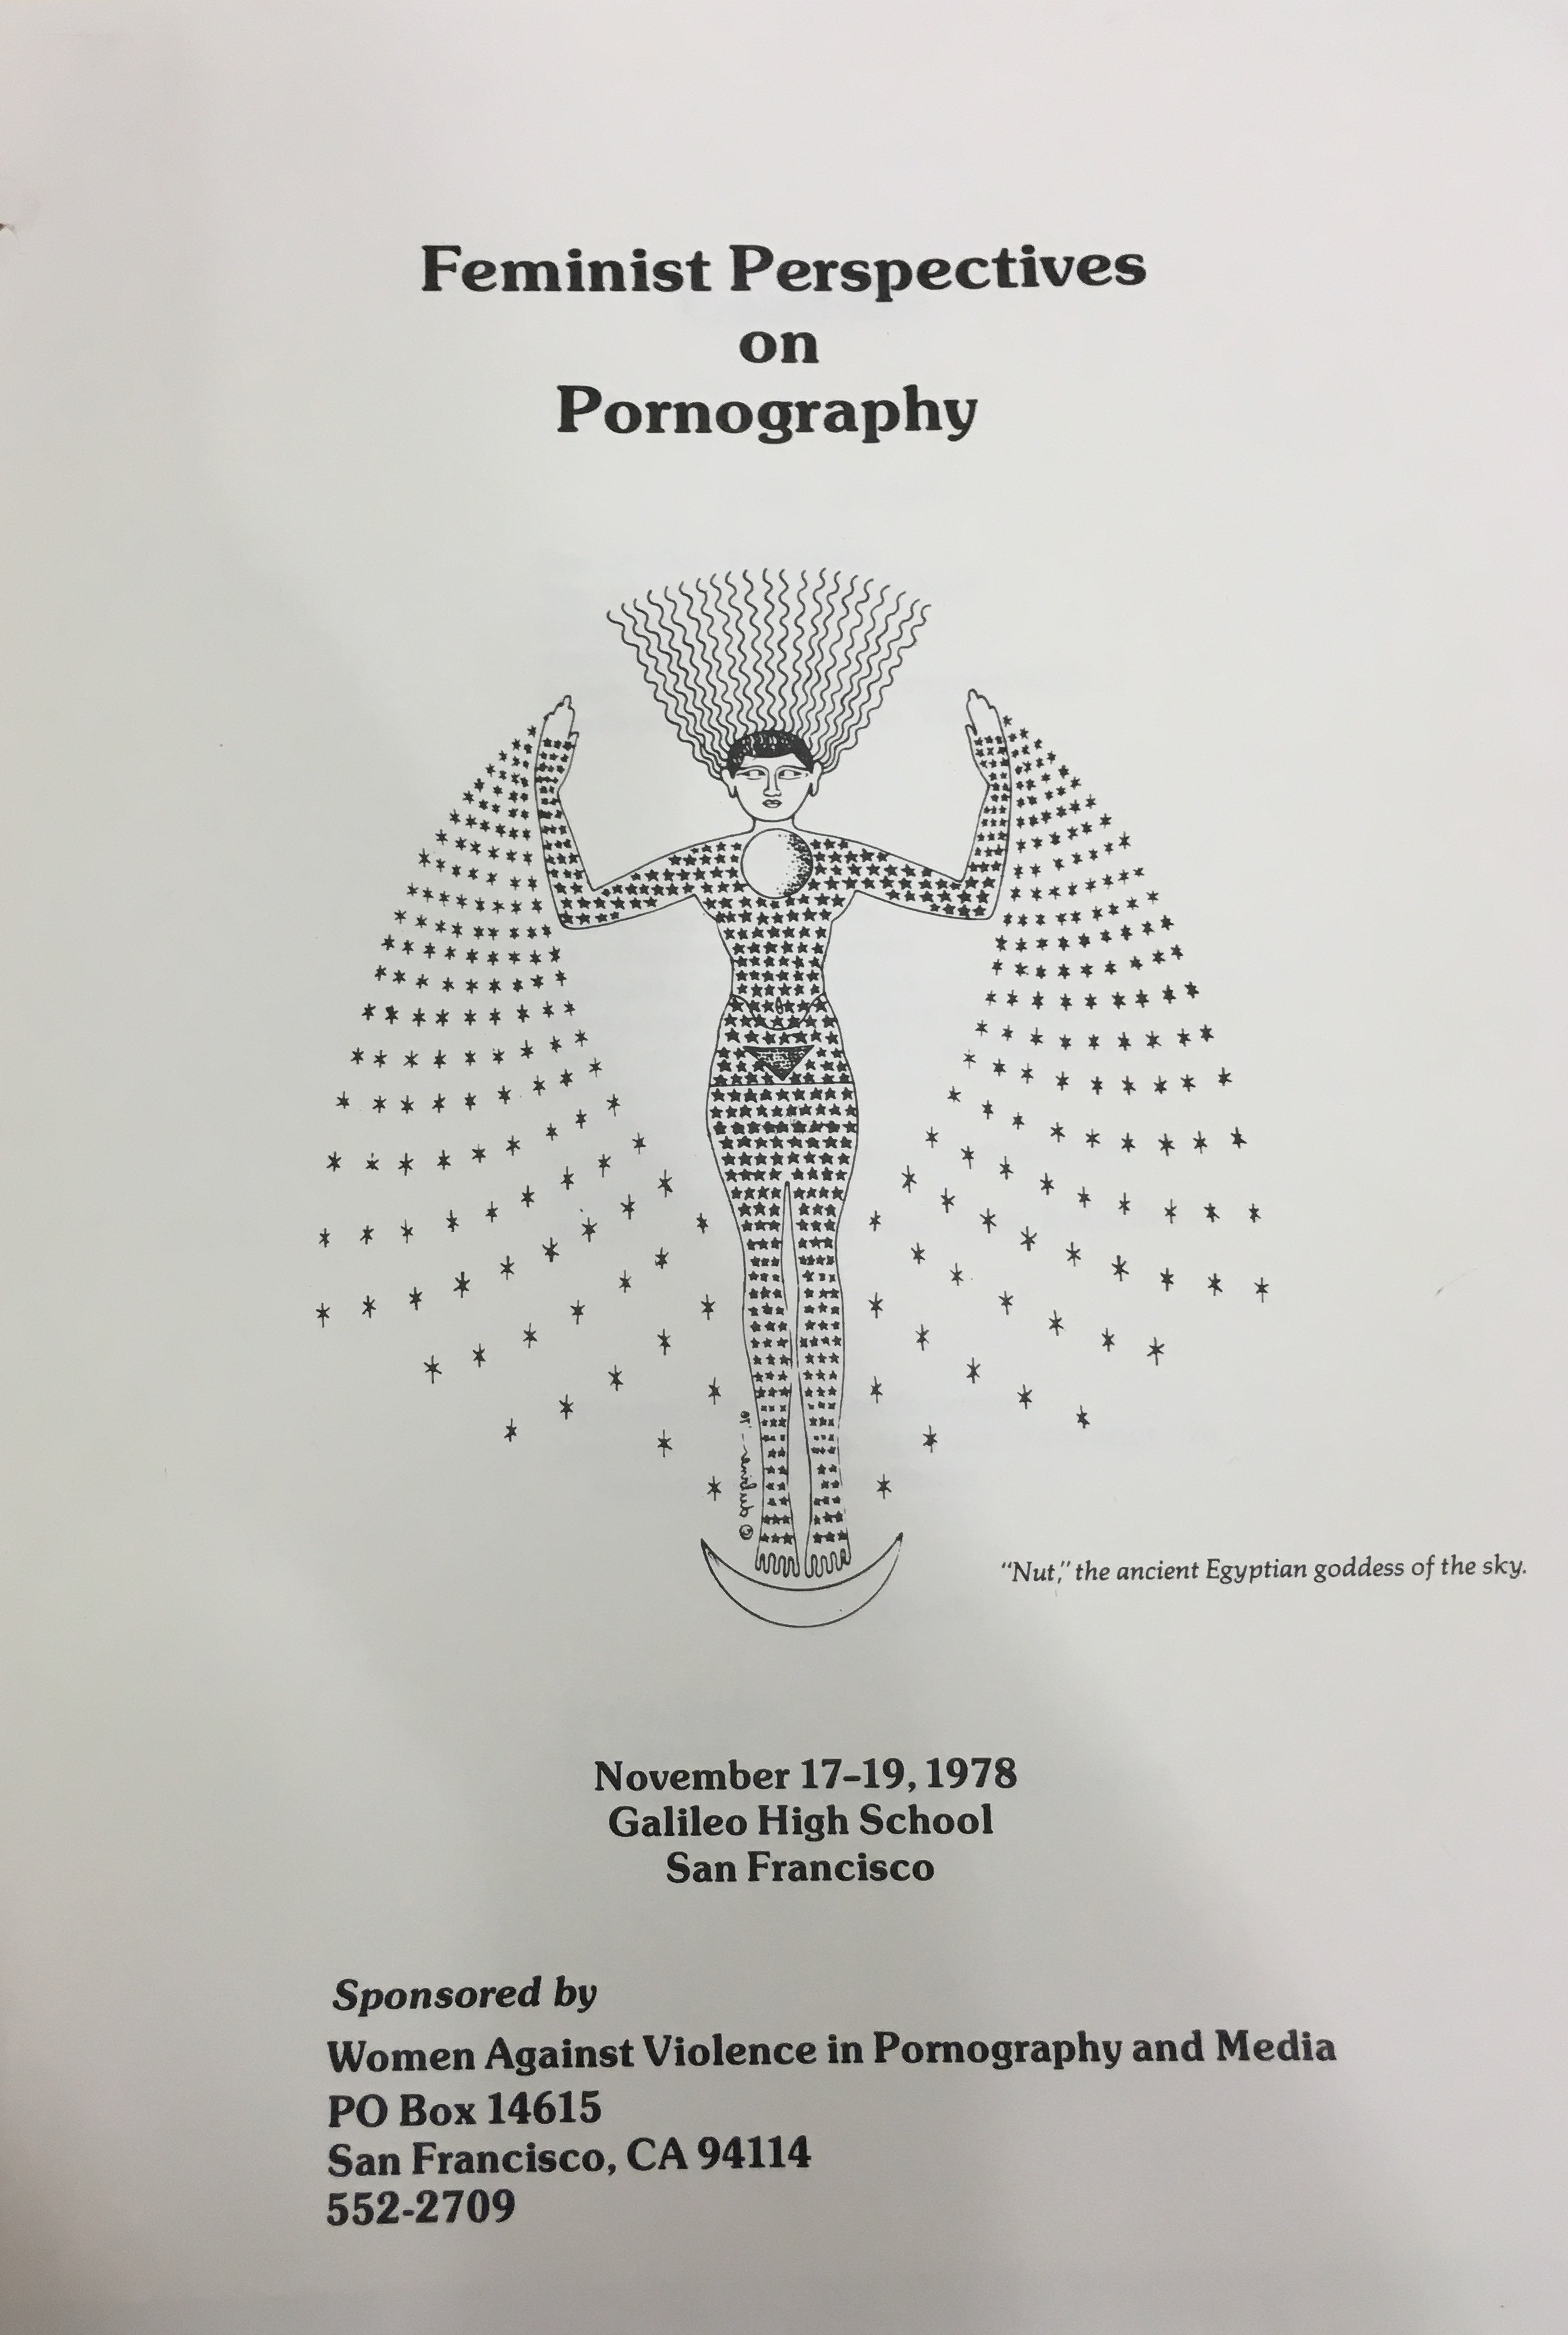 Feminist Perspectives
on
Pornography
"Nut," the ancient Egyptian goddess of the sky.
November 17-19, 1978
Galileo High School
San Francisco
Sponsored by
Women Against Violence in Pornography and Media
PO Box 14615
San Francisco, CA 94114
552-2709